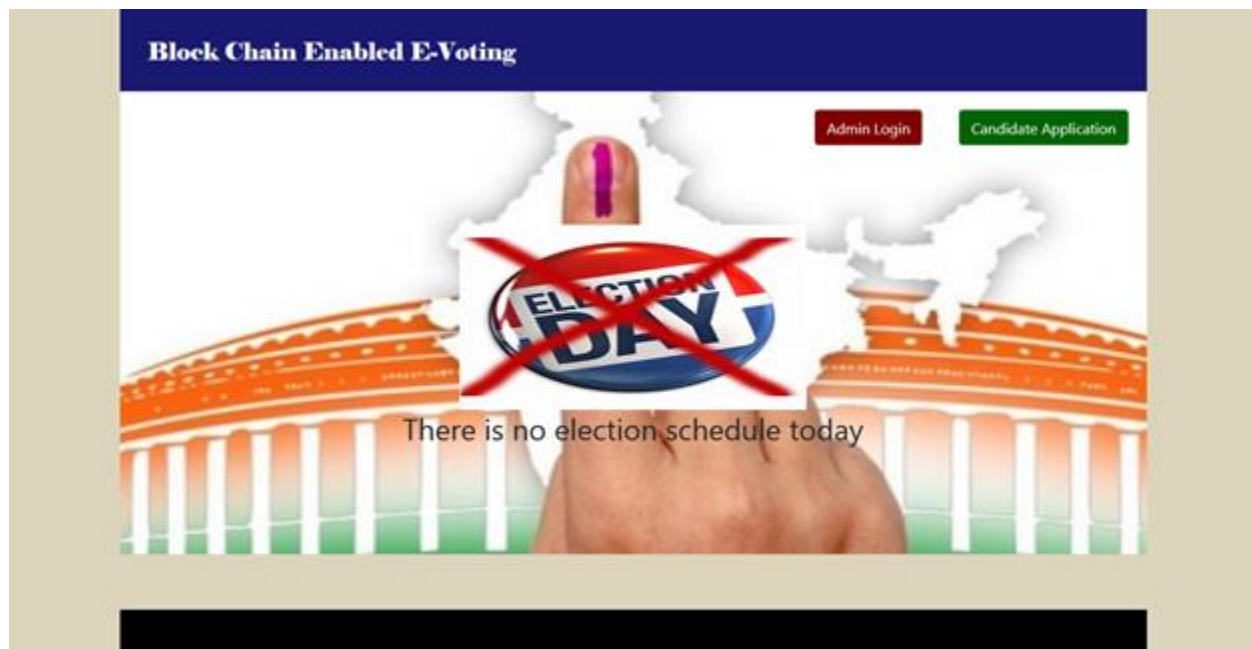 Block Chain Enabled E-Voting
Admin Login
Candidate Application
ELECTION
DAY
There is no election schedule today